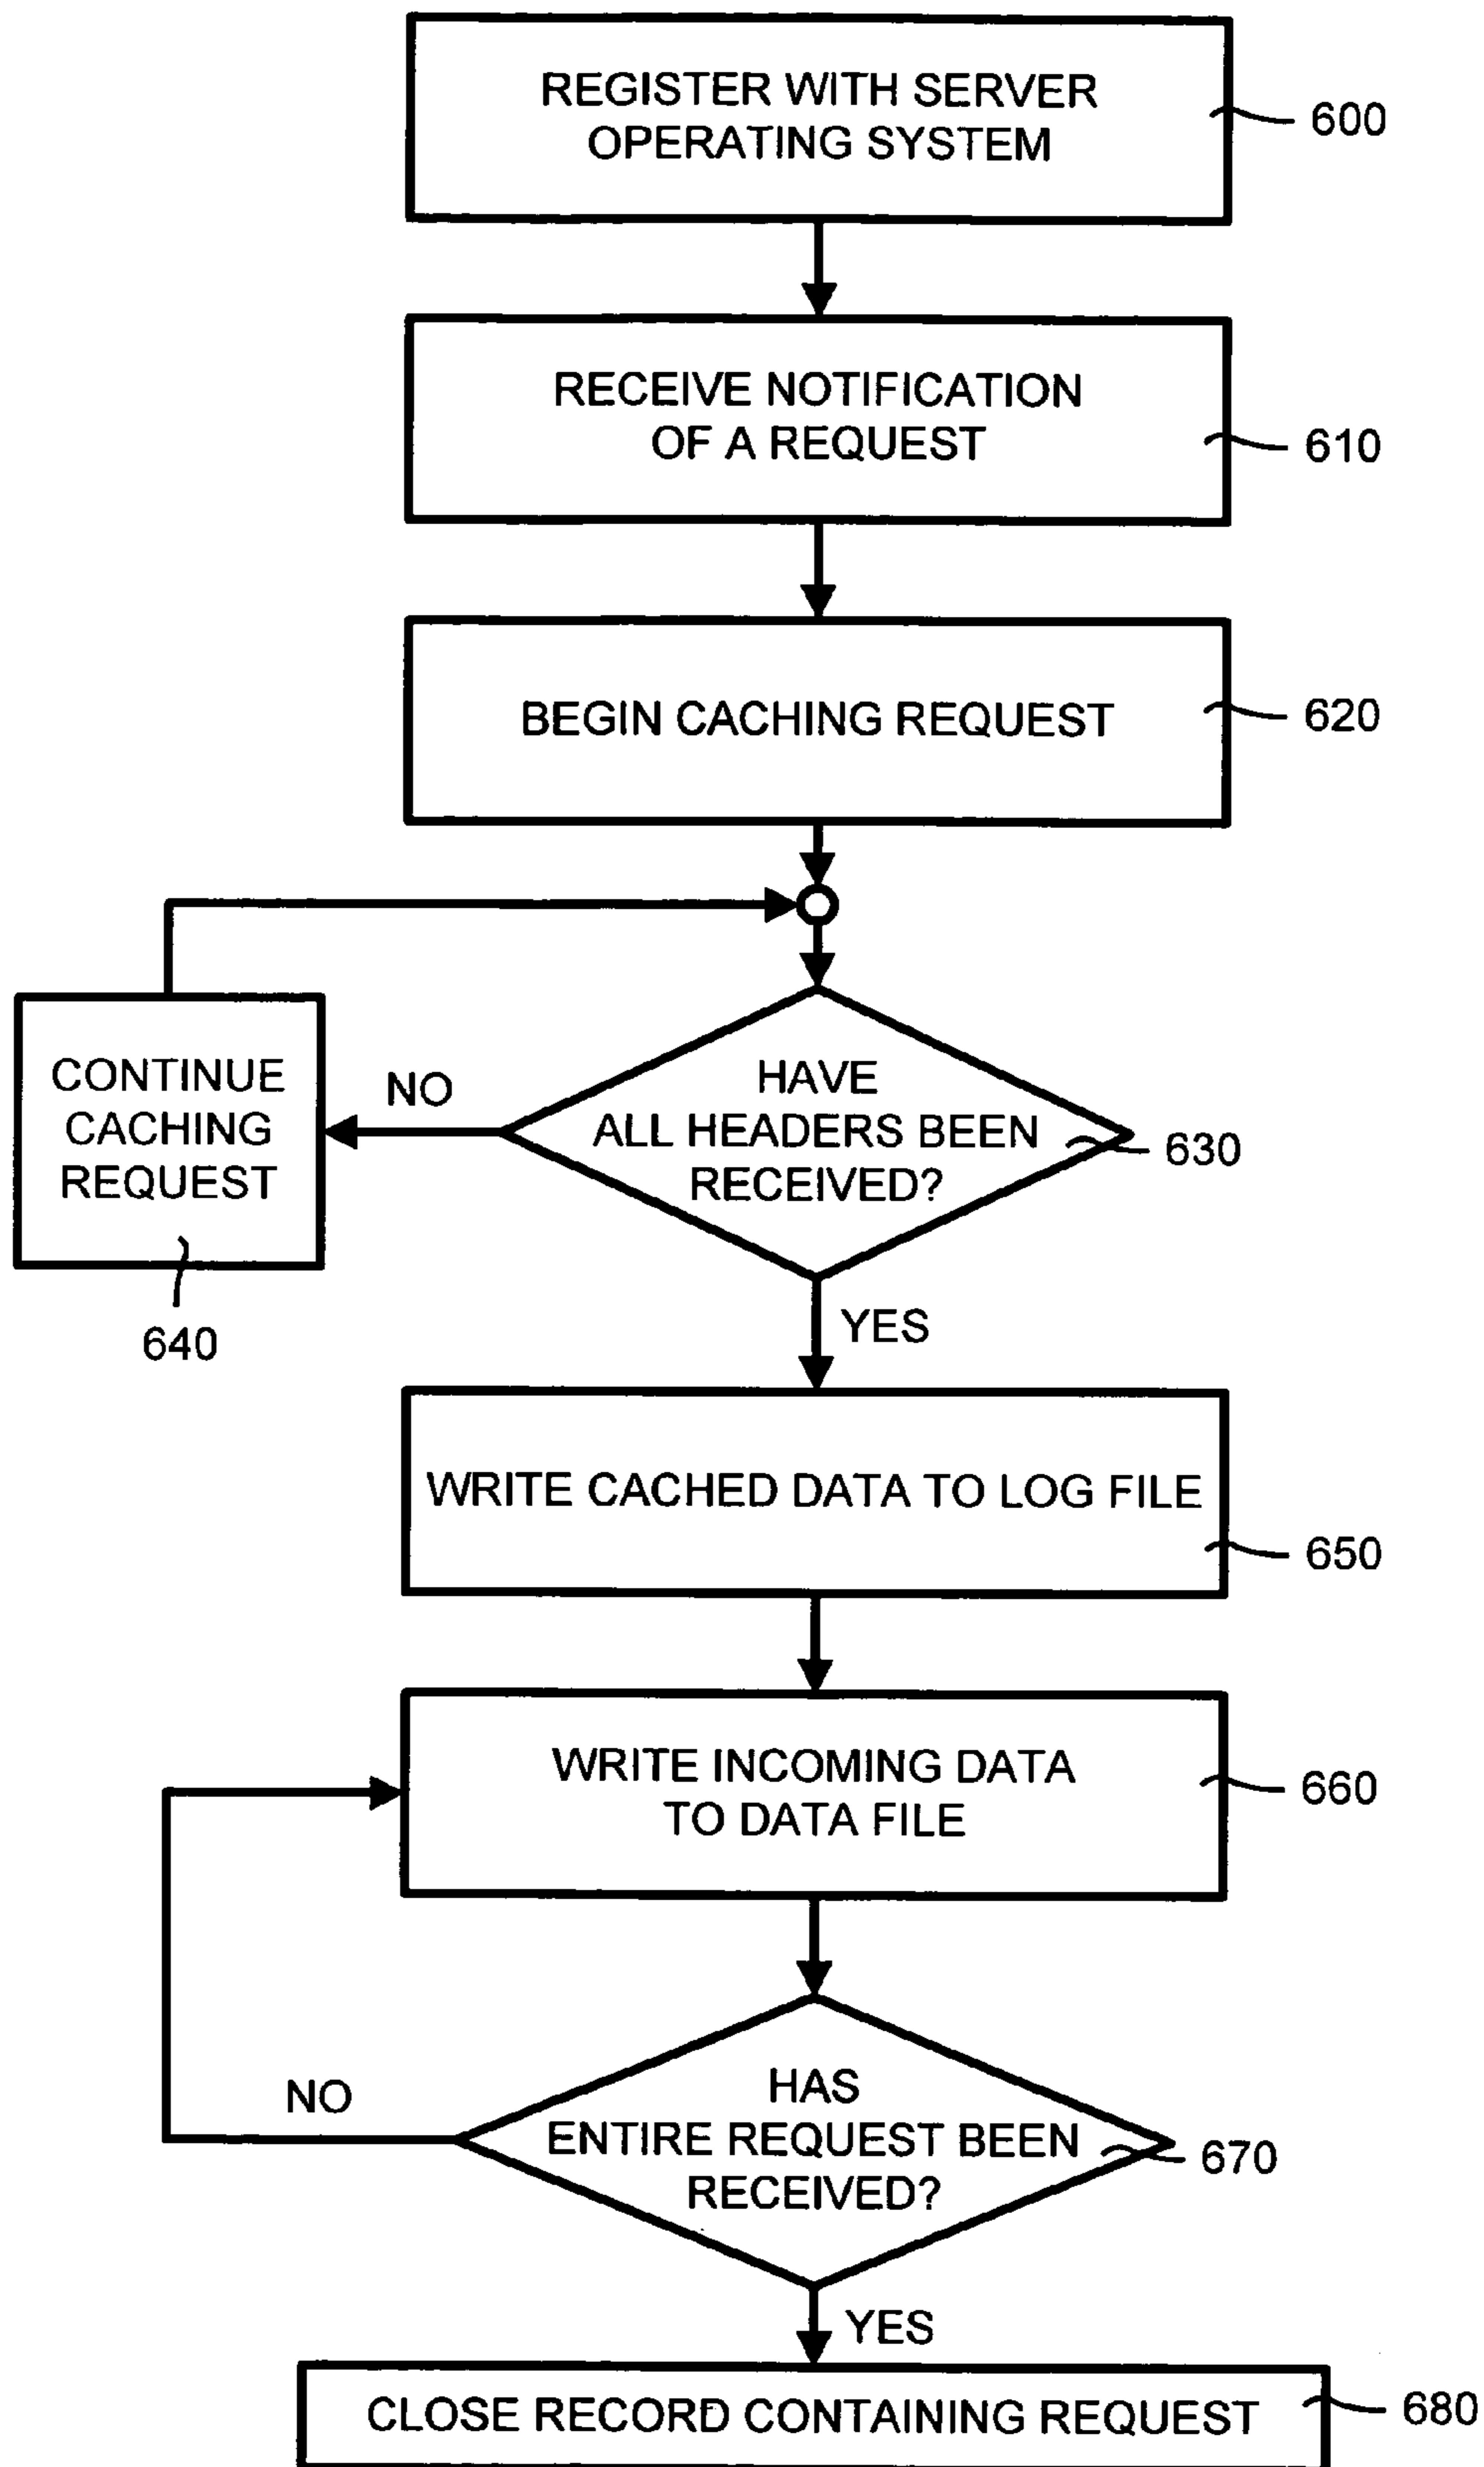 REGISTER WITH SERVER
OPERATING SYSTEM
600
RECEIVE NOTIFICATION
OF A REQUEST
610
BEGIN CACHING REQUEST
620
HAVE
ALL HEADERS BEEN
RECEIVED?
630
NO
CONTINUE
CACHING
REQUEST
640
YES
WRITE CACHED DATA TO LOG FILE
650
WRITE INCOMING DATA
TO DATA FILE
660
HAS
ENTIRE REQUEST BEEN
RECEIVED?
670
NO
YES
CLOSE RECORD CONTAINING REQUEST
680